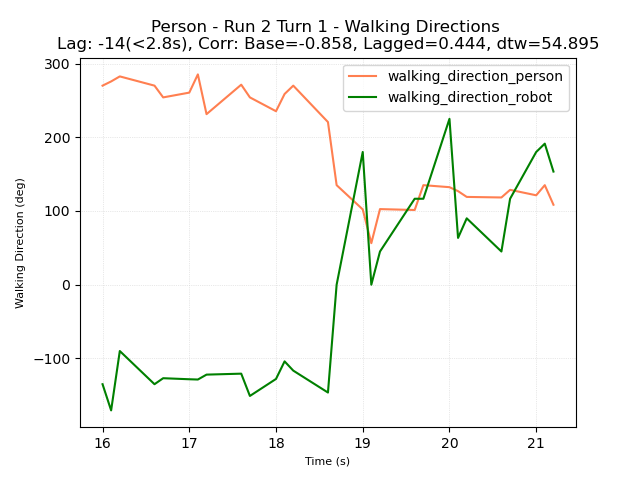 Person - Run 2 Turn 1 - Walking Directions
Lag: -14(<2.8s), Corr: Base=-0.858, Lagged=0.444, dtw=54.895
walking_direction_person
walking_direction_robot
300
200
100
0
−100
Walking Direction (deg)
16 17 18 19 20 21
Time (s)